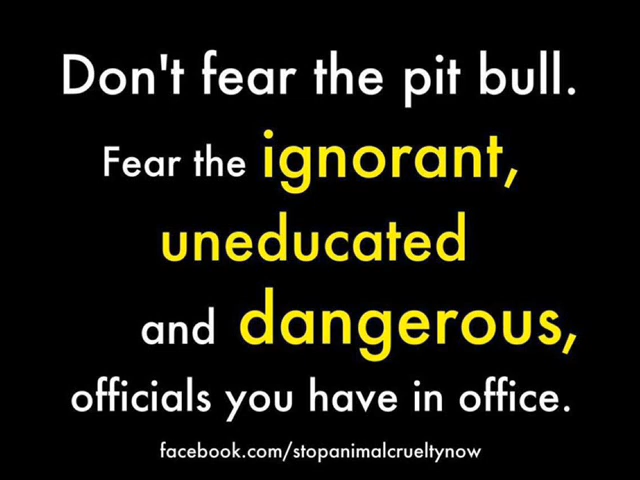 Don't fear the pit bull.
Fear the ignorant,
uneducated
and dangerous,
officials you have in office.
facebook.com/stopanimalcrueltynow